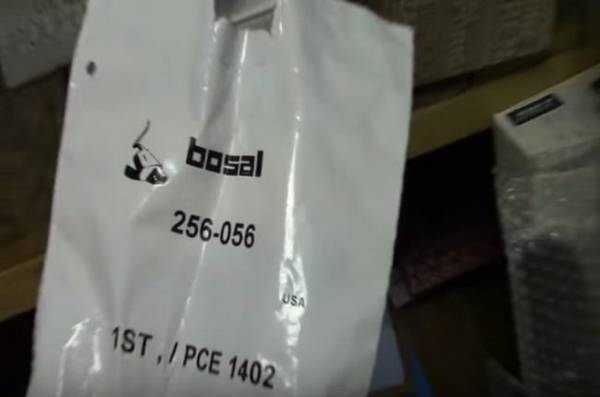 bosal
256-056
USA
1ST , / PCE 1402